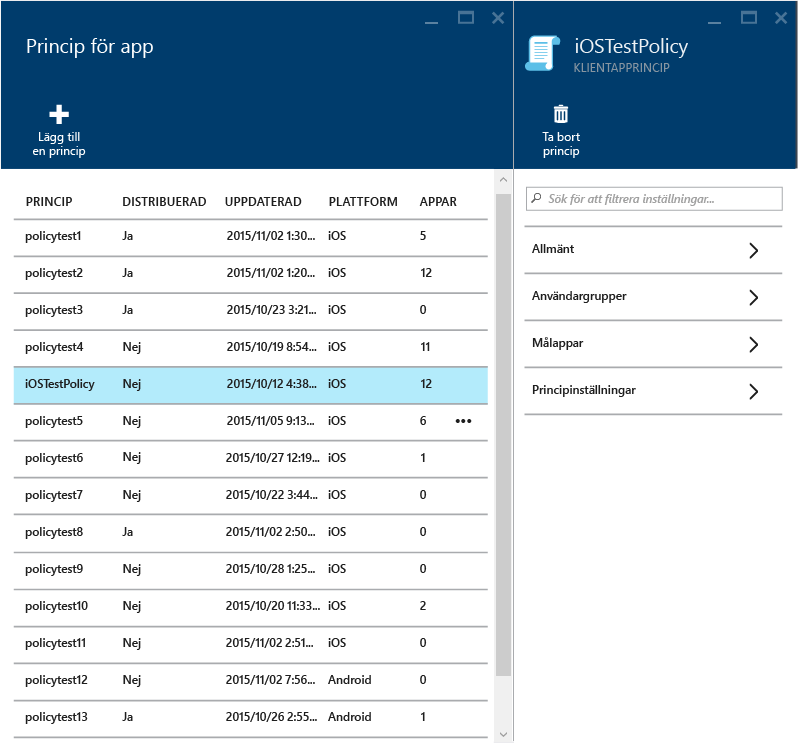 Princip för app
Lägg till
en princip
PRINCIP DISTRIBUERAD UPPDATERAD PLATTFORM APPAR
policytest1 Ja 2015/11/02 1:30... iOS 5
policytest2 Ja 2015/11/02 1:20... iOS 12
policytest3 Ja 2015/10/23 3:21... iOS 0
policytest4 Nej 2015/10/19 8:54... iOS 11
iOSTestPolicy Nej 2015/10/12 4:38... iOS 12
policytest5 Nej 2015/11/05 9:13... iOS 6 •••
policytest6 Nej 2015/10/27 12:19... iOS 1
policytest7 Nej 2015/10/22 3:44... iOS 0
policytest8 Ja 2015/11/02 2:50... iOS 0
policytest9 Nej 2015/10/28 1:25... iOS 0
policytest10 Nej 2015/10/20 11:33... iOS 2
policytest11 Nej 2015/11/02 2:51... iOS 0
policytest12 Nej 2015/11/02 7:56... Android 0
policytest13 Ja 2015/10/26 2:55... Android 1
iOSTestPolicy
KLIENTAPPRINCIP
Ta bort
princip
Sök för att filtrera inställningar...
Allmänt
Användargrupper
Målappar
Principinställningar